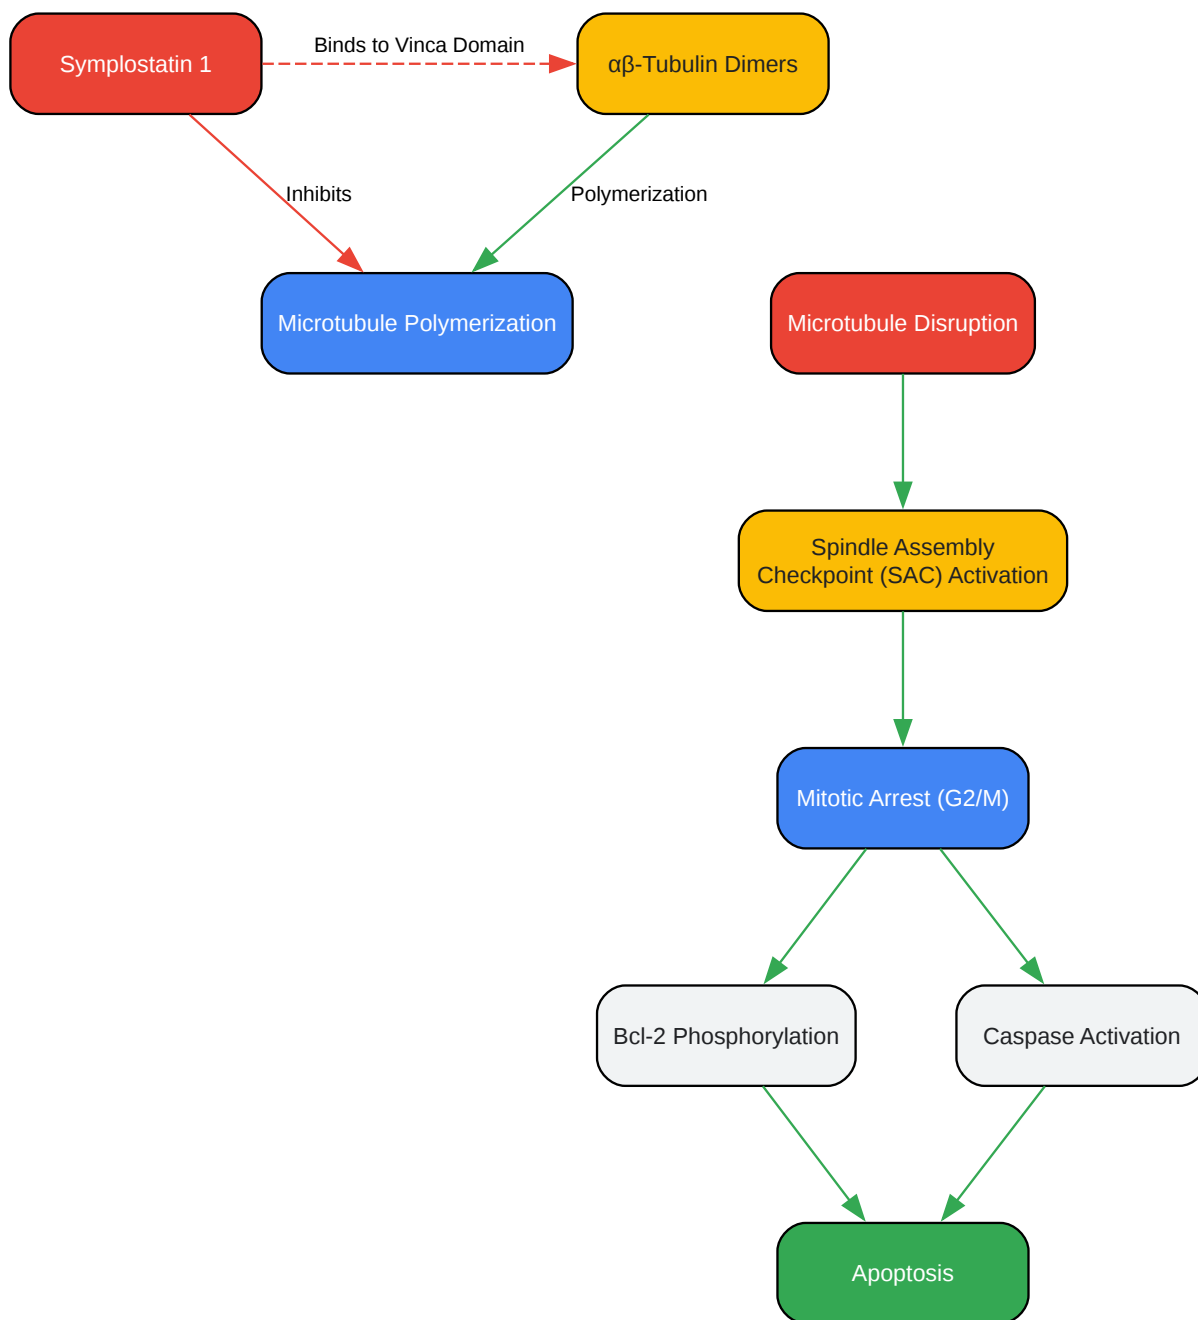 Symplostatin 1
Binds to Vinca Domain
αβ-Tubulin Dimers
Inhibits
Polymerization
Microtubule Polymerization
Microtubule Disruption
Spindle Assembly
Checkpoint (SAC) Activation
Mitotic Arrest (G2/M)
Bcl-2 Phosphorylation
Caspase Activation
Apoptosis